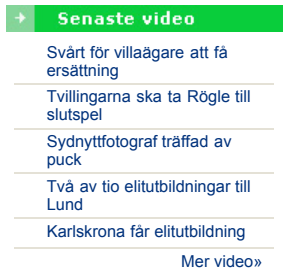 Senaste video
Svårt för villaägare att få
ersättning
Tvillingarna ska ta Rögle till
slutspel
Sydnyttfotograf träffad av
puck
Två av tio elitutbildningar till
Lund
Karlskrona får elitutbildning
Mer video»